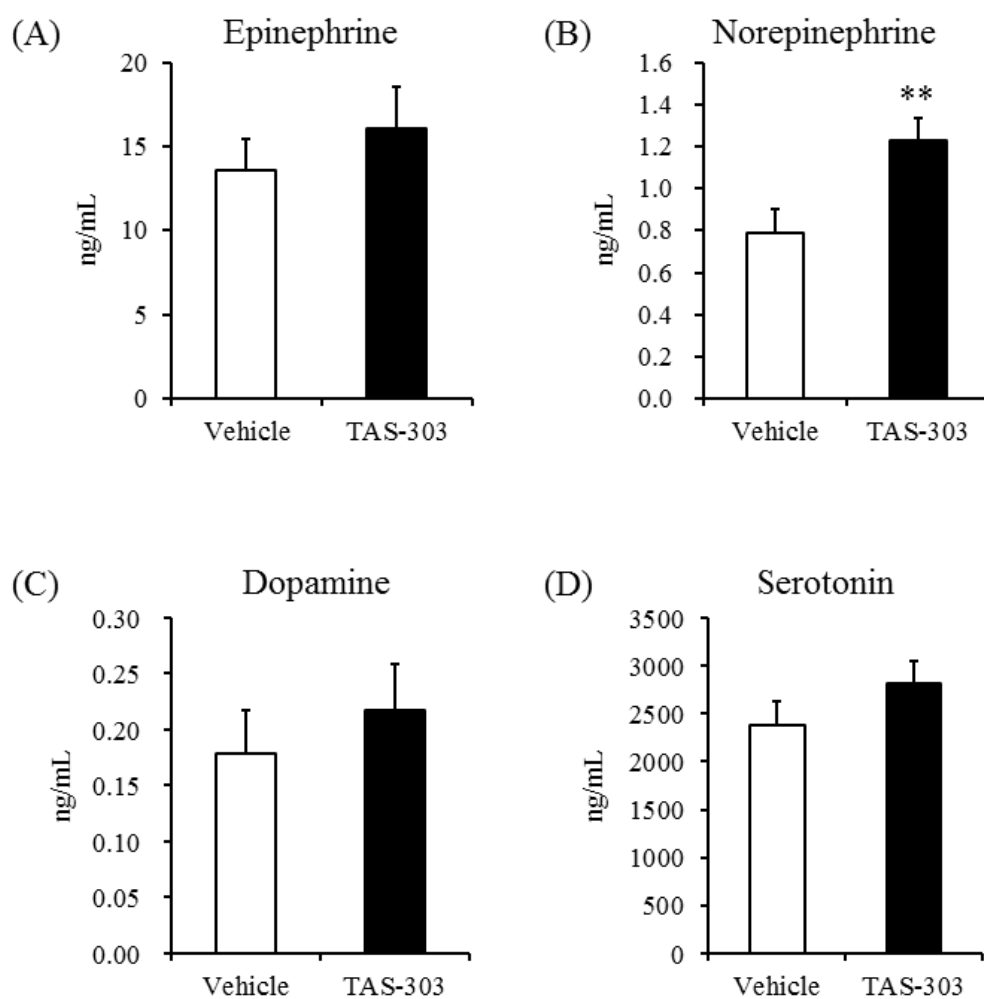 (A) Epinephrine
20
15
10
5
0
ng/mL
Vehicle TAS-303
(B) Norepinephrine
**
1.6
1.4
1.2
1.0
0.8
0.6
0.4
0.2
0.0
ng/mL
Vehicle TAS-303
(C) Dopamine
0.30
0.25
0.20
0.15
0.10
0.05
0.00
ng/mL
Vehicle TAS-303
(D) Serotonin
3500
3000
2500
2000
1500
1000
500
0
ng/mL
Vehicle TAS-303